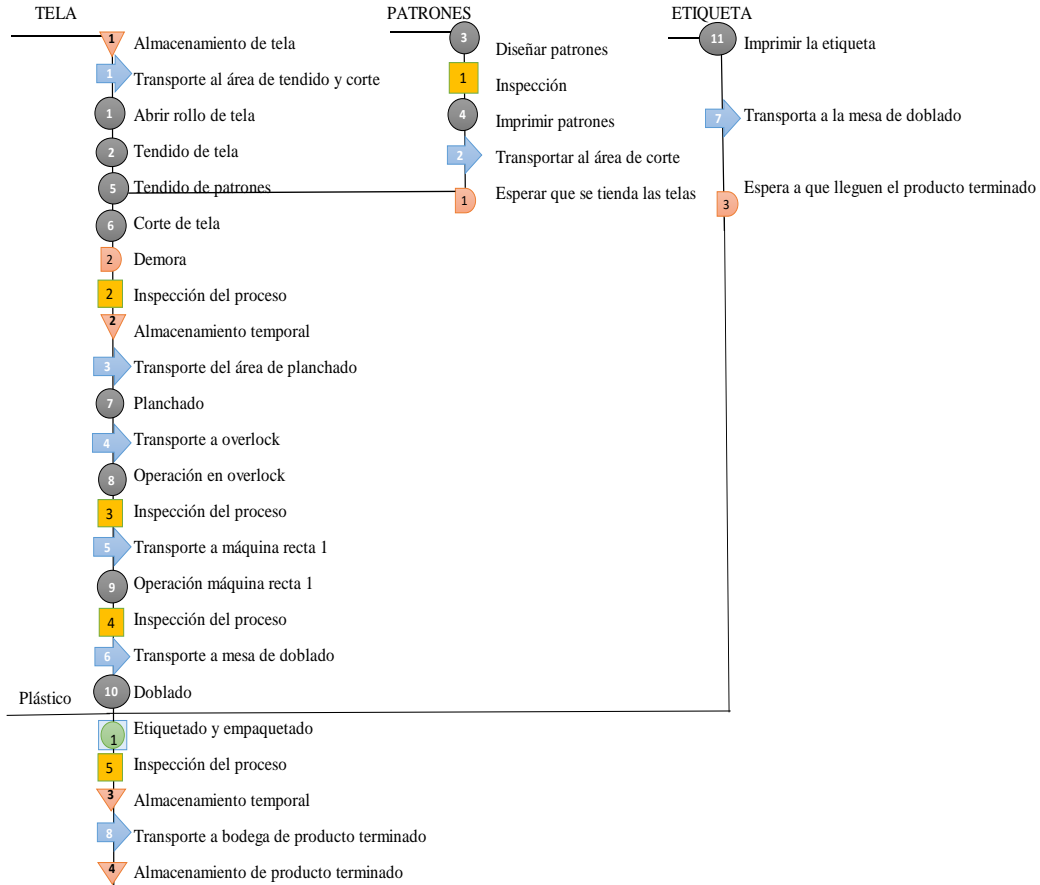 TELA
1 Almacenamiento de tela
1 Transporte al área de tendido y corte
1 Abrir rollo de tela
2 Tendido de tela
5 Tendido de patrones
6 Corte de tela
2 Demora
2 Inspección del proceso
2 Almacenamiento temporal
3 Transporte del área de planchado
7 Planchado
4 Transporte a overlock
8 Operación en overlock
3 Inspección del proceso
5 Transporte a máquina recta 1
9 Operación máquina recta 1
4 Inspección del proceso
6 Transporte a mesa de doblado
10 Doblado
Plástico
1 Etiquetado y empaquetado
5 Inspección del proceso
3 Almacenamiento temporal
8 Transporte a bodega de producto terminado
4 Almacenamiento de producto terminado
PATRONES
3 Diseñar patrones
1 Inspección
4 Imprimir patrones
2 Transportar al área de corte
1 Esperar que se tienda las telas
ETIQUETA
11 Imprimir la etiqueta
7 Transporta a la mesa de doblado
3 Espera a que lleguen el producto terminado